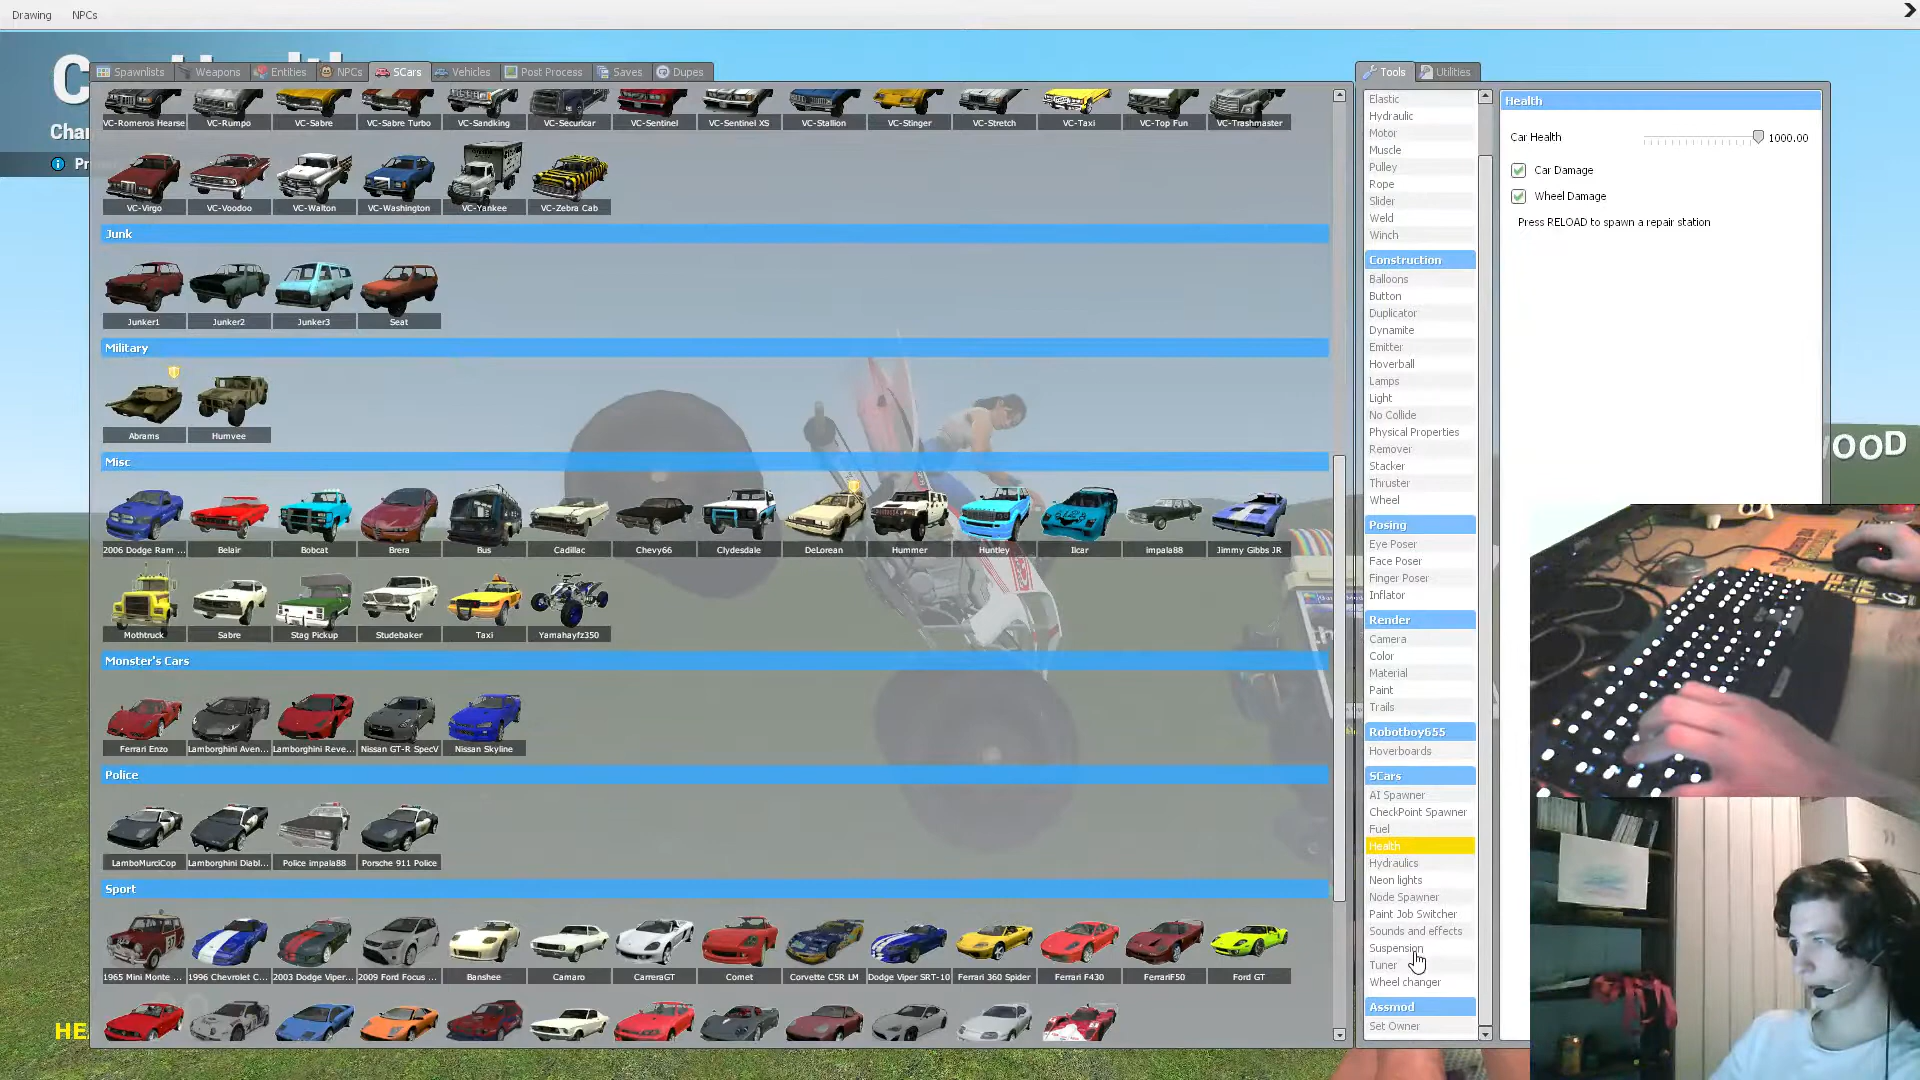 Drawing NPCs
Spawnlists Weapons Entities NPCs SCars Vehicles Post Process Saves Dupes
Tools Utilities
VC-Romeros Hearse VC-Rumpo VC-Sabre VC-Sabre Turbo VC-Sandking VC-Securicar VC-Sentinel VC-Sentinel XS VC-Stallion VC-Stinger VC-Stretch VC-Taxi VC-Top Fun VC-Trashmaster
VC-Virgo VC-Voodoo VC-Walton VC-Washington VC-Yankee VC-Zebra Cab
Junk
Junker1 Junker2 Junker3 Seat
Military
Abrams Humvee
Misc
2006 Dodge Ram ... Belair Bobcat Brera Bus Cadillac Chevy66 Clydesdale DeLorean Hummer Huntley Ilcar impala88 Jimmy Gibbs JR
Mothtruck Sabre Stag Pickup Studebaker Taxi Yamahayfz350
Monster's Cars
Ferrari Enzo Lamborghini Aven... Lamborghini Reve... Nissan GT-R SpecV Nissan Skyline
Police
LamboMurciCop Lamborghini Diabl... Police impala88 Porsche 911 Police
Sport
1965 Mini Monte ... 1996 Chevrolet C... 2003 Dodge Viper... 2009 Ford Focus ... Banshee Camaro CarreraGT Comet Corvette C5R LM Dodge Viper SRT-10 Ferrari 360 Spider Ferrari F430 FerrariF50 Ford GT
Elastic
Hydraulic
Motor
Muscle
Pulley
Rope
Slider
Weld
Winch
Construction
Balloons
Button
Duplicator
Dynamite
Emitter
Hoverball
Lamps
Light
No Collide
Physical Properties
Remover
Stacker
Thruster
Wheel
Posing
Eye Poser
Face Poser
Finger Poser
Inflator
Render
Camera
Color
Material
Paint
Trails
Robotboy655
Hoverboards
SCars
AI Spawner
CheckPoint Spawner
Fuel
Health
Hydraulics
Neon lights
Node Spawner
Paint Job Switcher
Sounds and effects
Suspension
Tuner
Wheel changer
Assmod
Set Owner
Health
Car Health 1000.00
Car Damage
Wheel Damage
Press RELOAD to spawn a repair station
OOD
HE